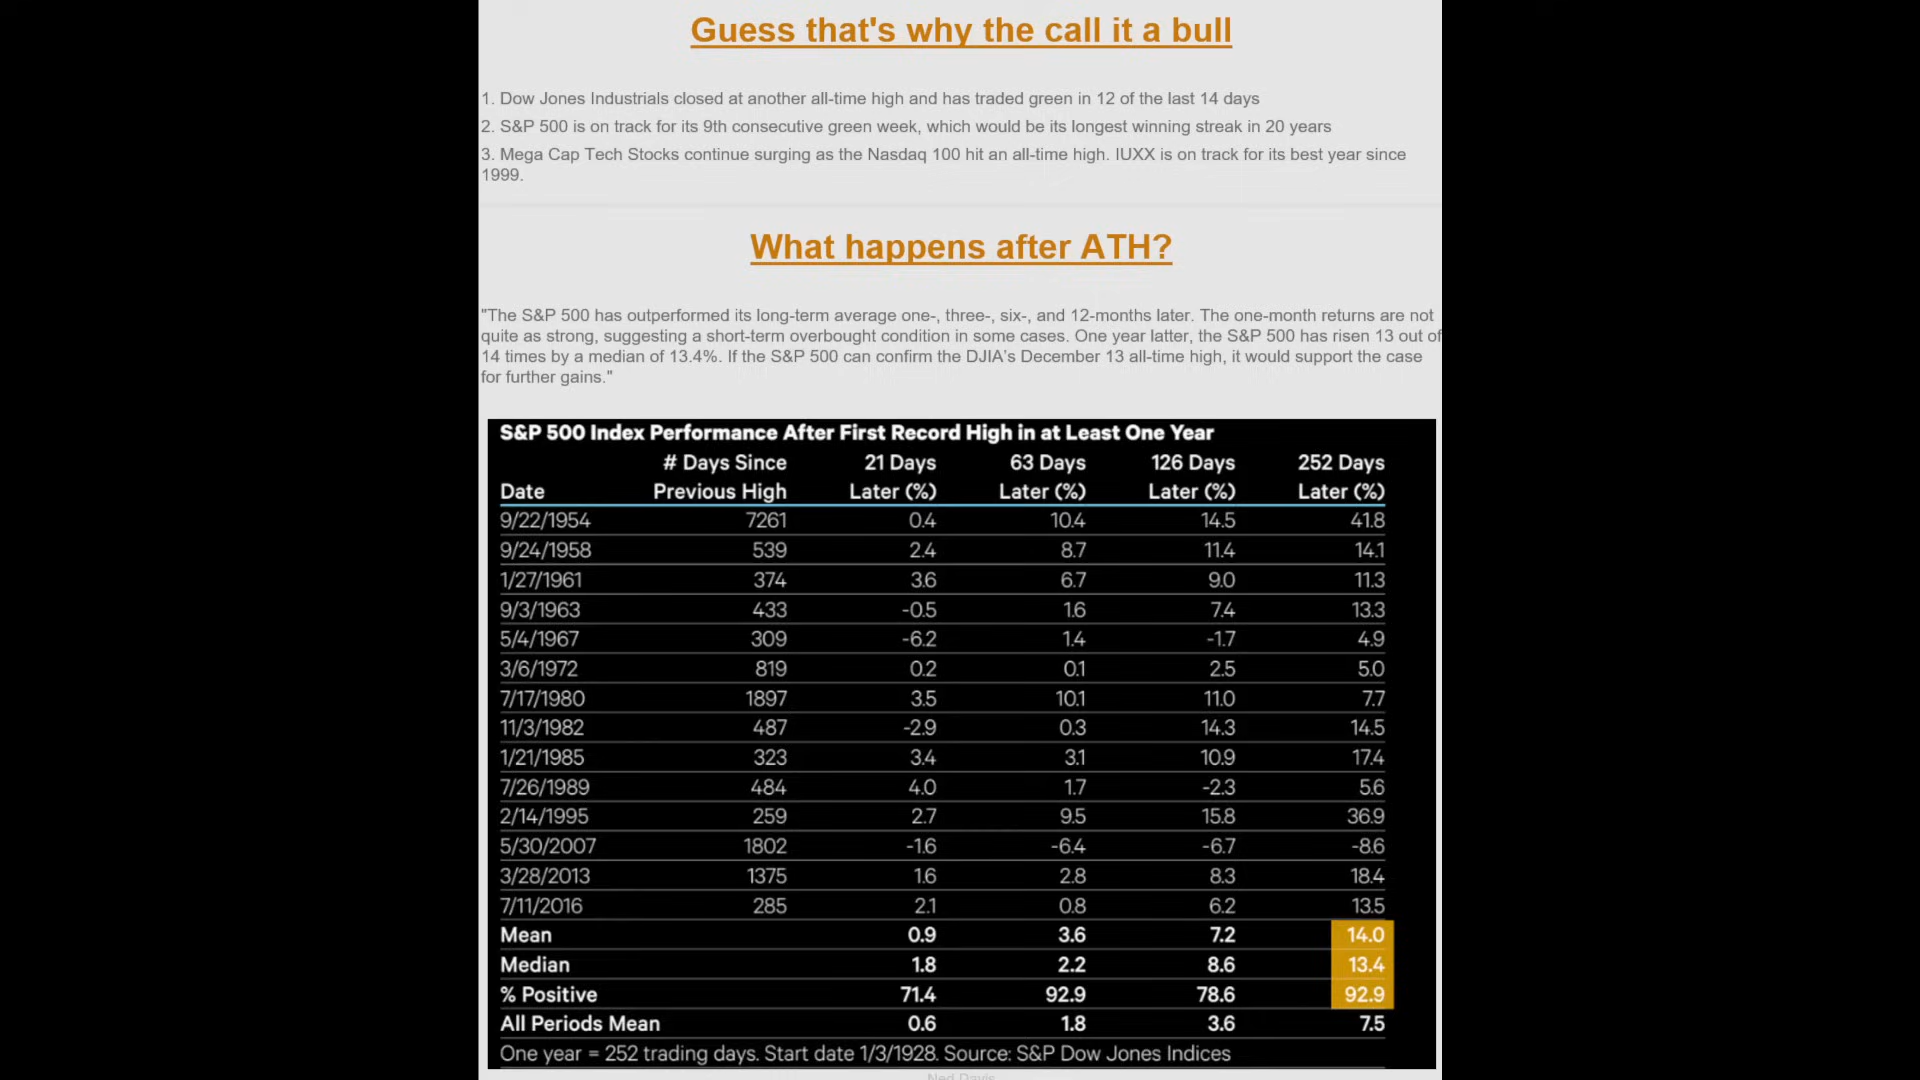 Guess that's why the call it a bull
1. Dow Jones Industrials closed at another all-time high and has traded green in 12 of the last 14 days
2. S&P 500 is on track for its 9th consecutive green week, which would be its longest winning streak in 20 years
3. Mega Cap Tech Stocks continue surging as the Nasdaq 100 hit an all-time high. IUXX is on track for its best year since
1999.
What happens after ATH?
"The S&P 500 has outperformed its long-term average one-, three-, six-, and 12-months later. The one-month returns are not
quite as strong, suggesting a short-term overbought condition in some cases. One year latter, the S&P 500 has risen 13 out of
14 times by a median of 13.4%. If the S&P 500 can confirm the DJIA's December 13 all-time high, it would support the case
for further gains."
S&P 500 Index Performance After First Record High in at Least One Year
# Days Since 21 Days 63 Days 126 Days 252 Days
Date Previous High Later (%) Later (%) Later (%) Later (%)
9/22/1954 7261 0.4 10.4 14.5 41.8
9/24/1958 539 2.4 8.7 11.4 14.1
1/27/1961 374 3.6 6.7 9.0 11.3
9/3/1963 433 -0.5 1.6 7.4 13.3
5/4/1967 309 -6.2 1.4 -1.7 4.9
3/6/1972 819 0.2 0.1 2.5 5.0
7/17/1980 1897 3.5 10.1 11.0 7.7
11/3/1982 487 -2.9 0.3 14.3 14.5
1/21/1985 323 3.4 3.1 10.9 17.4
7/26/1989 484 4.0 1.7 -2.3 5.6
2/14/1995 259 2.7 9.5 15.8 36.9
5/30/2007 1802 -1.6 -6.4 -6.7 -8.6
3/28/2013 1375 1.6 2.8 8.3 18.4
7/11/2016 285 2.1 0.8 6.2 13.5
Mean 0.9 3.6 7.2 14.0
Median 1.8 2.2 8.6 13.4
% Positive 71.4 92.9 78.6 92.9
All Periods Mean 0.6 1.8 3.6 7.5
One year = 252 trading days. Start date 1/3/1928. Source: S&P Dow Jones Indices
Ned Davis